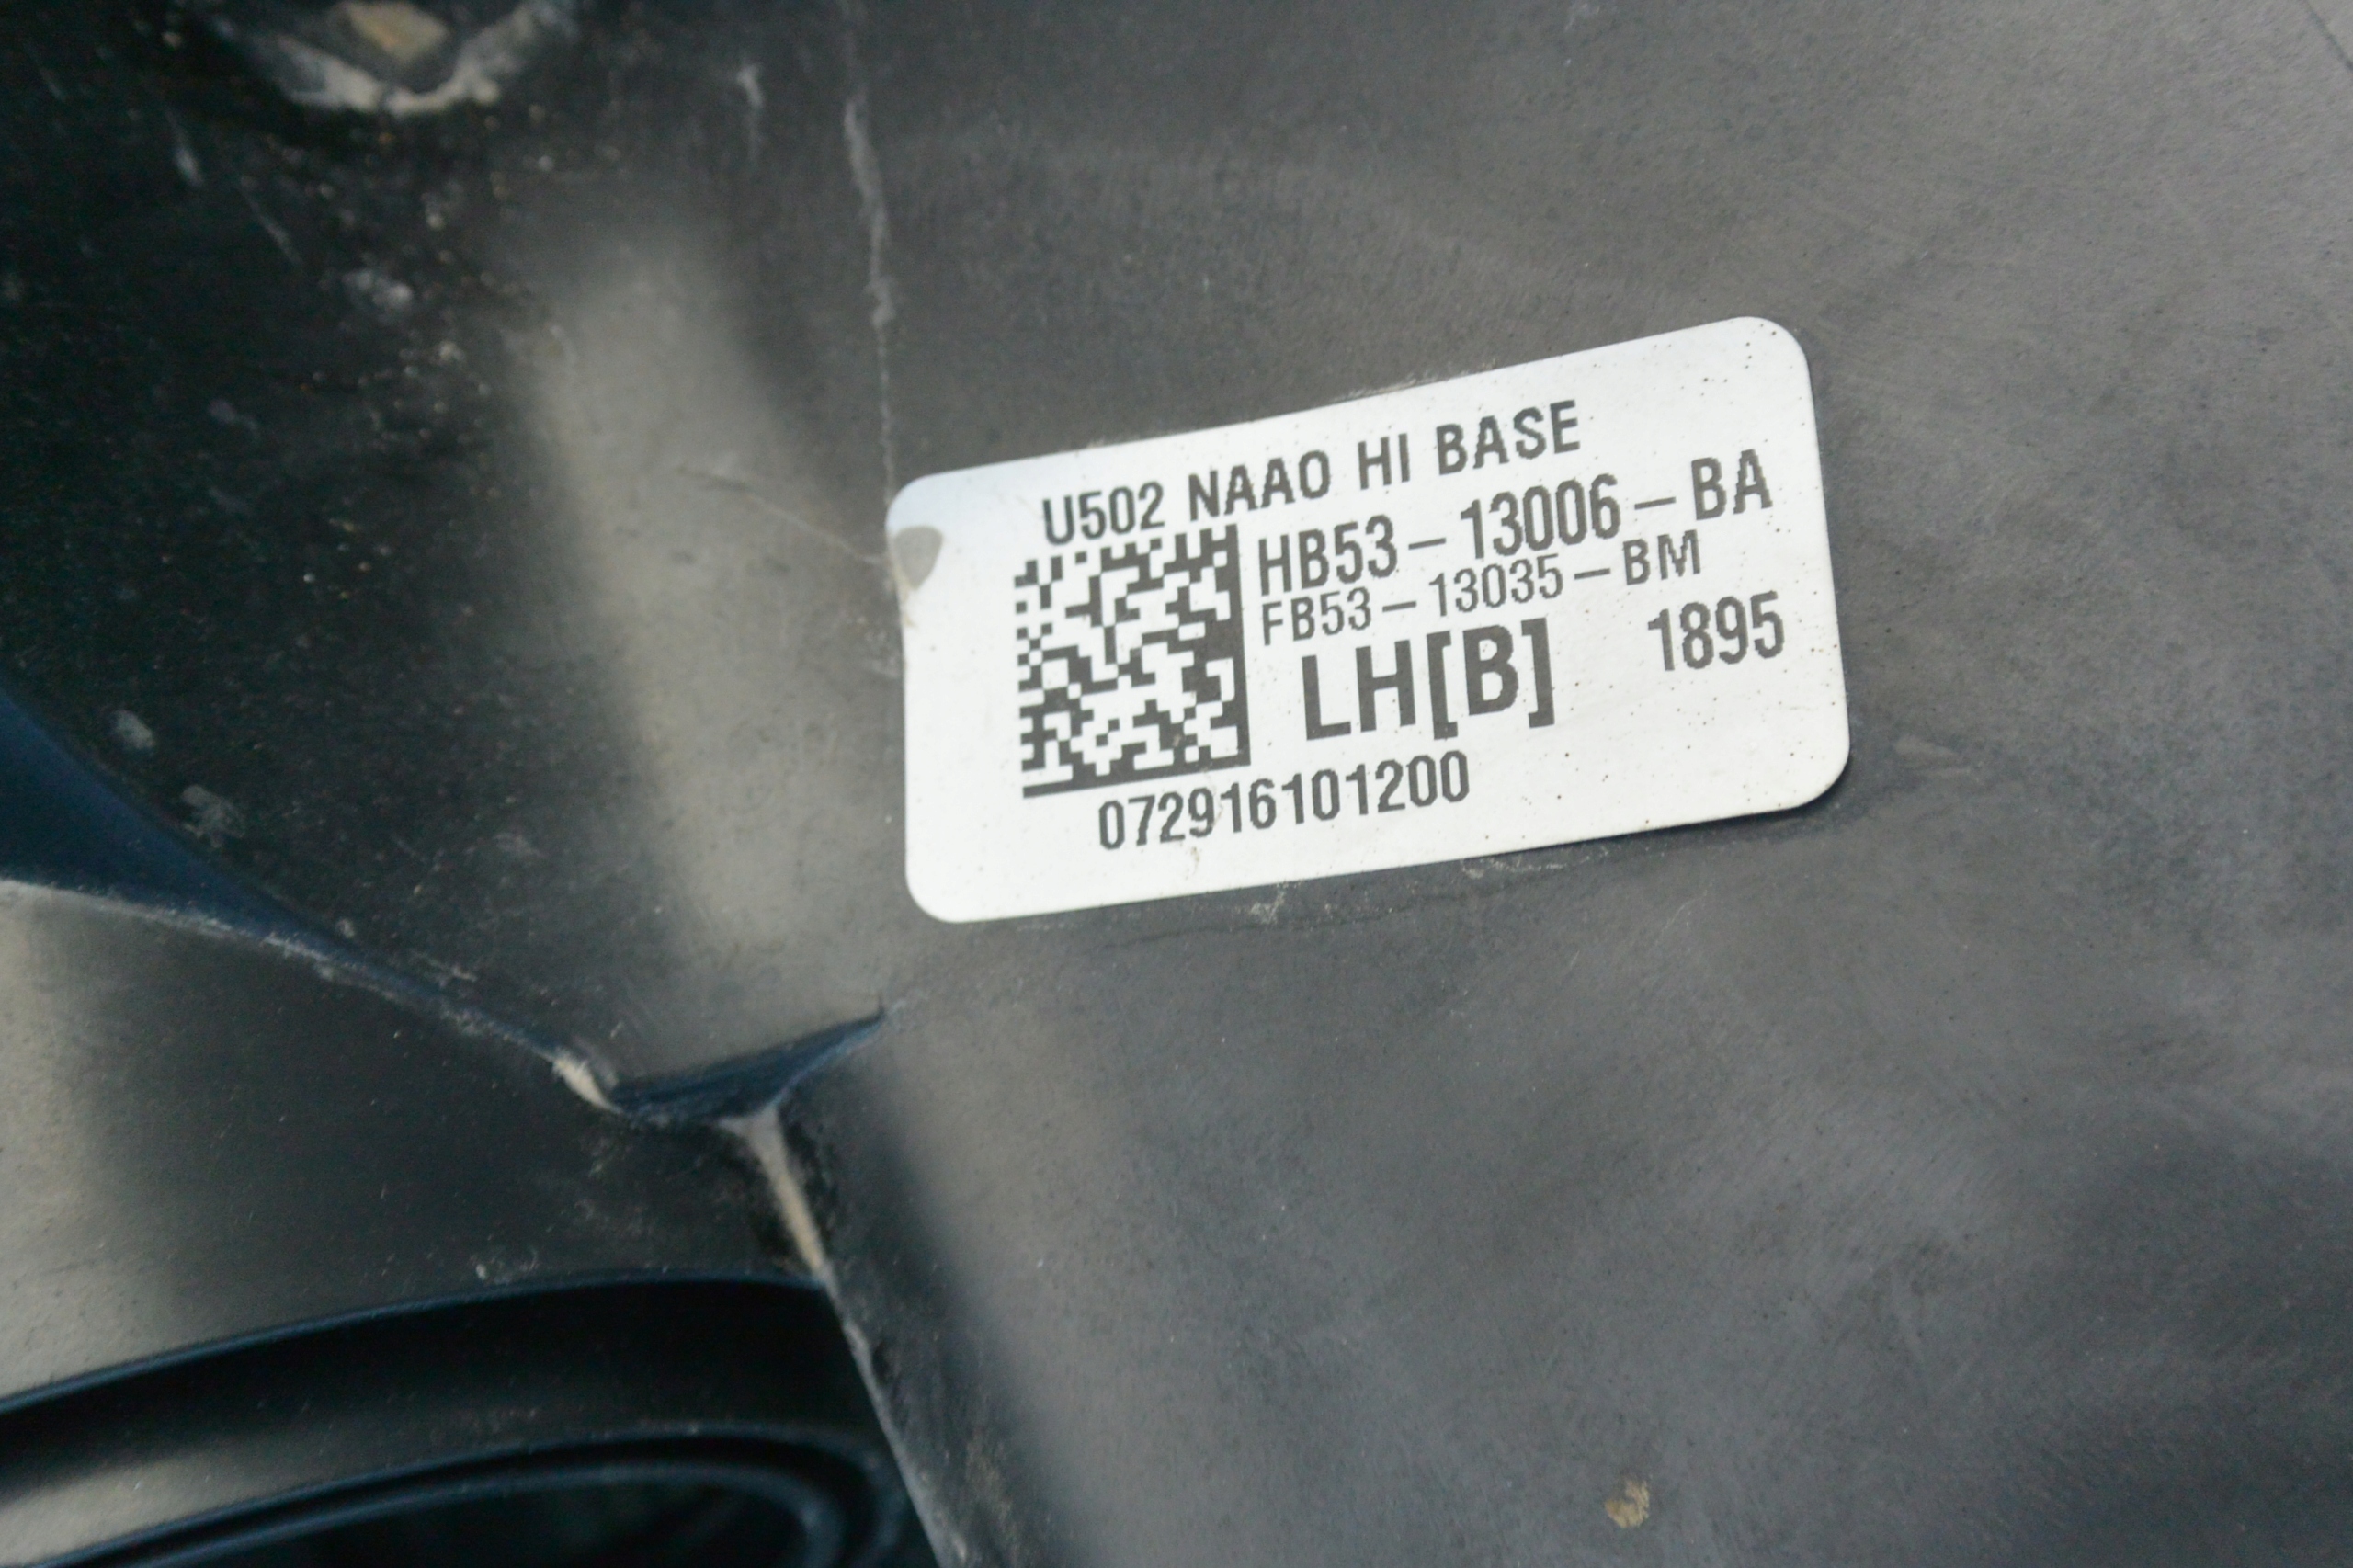 U502 NAAO HI BASE
HB53-13006-BA
FB53-13035-BM
LH[B] 1895
072916101200